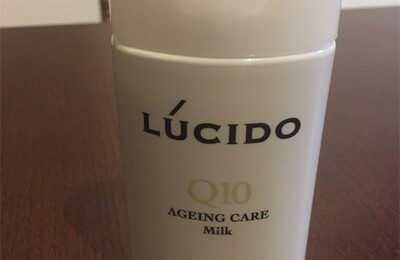 LÚCIDO
Q10
AGEING CARE
Milk